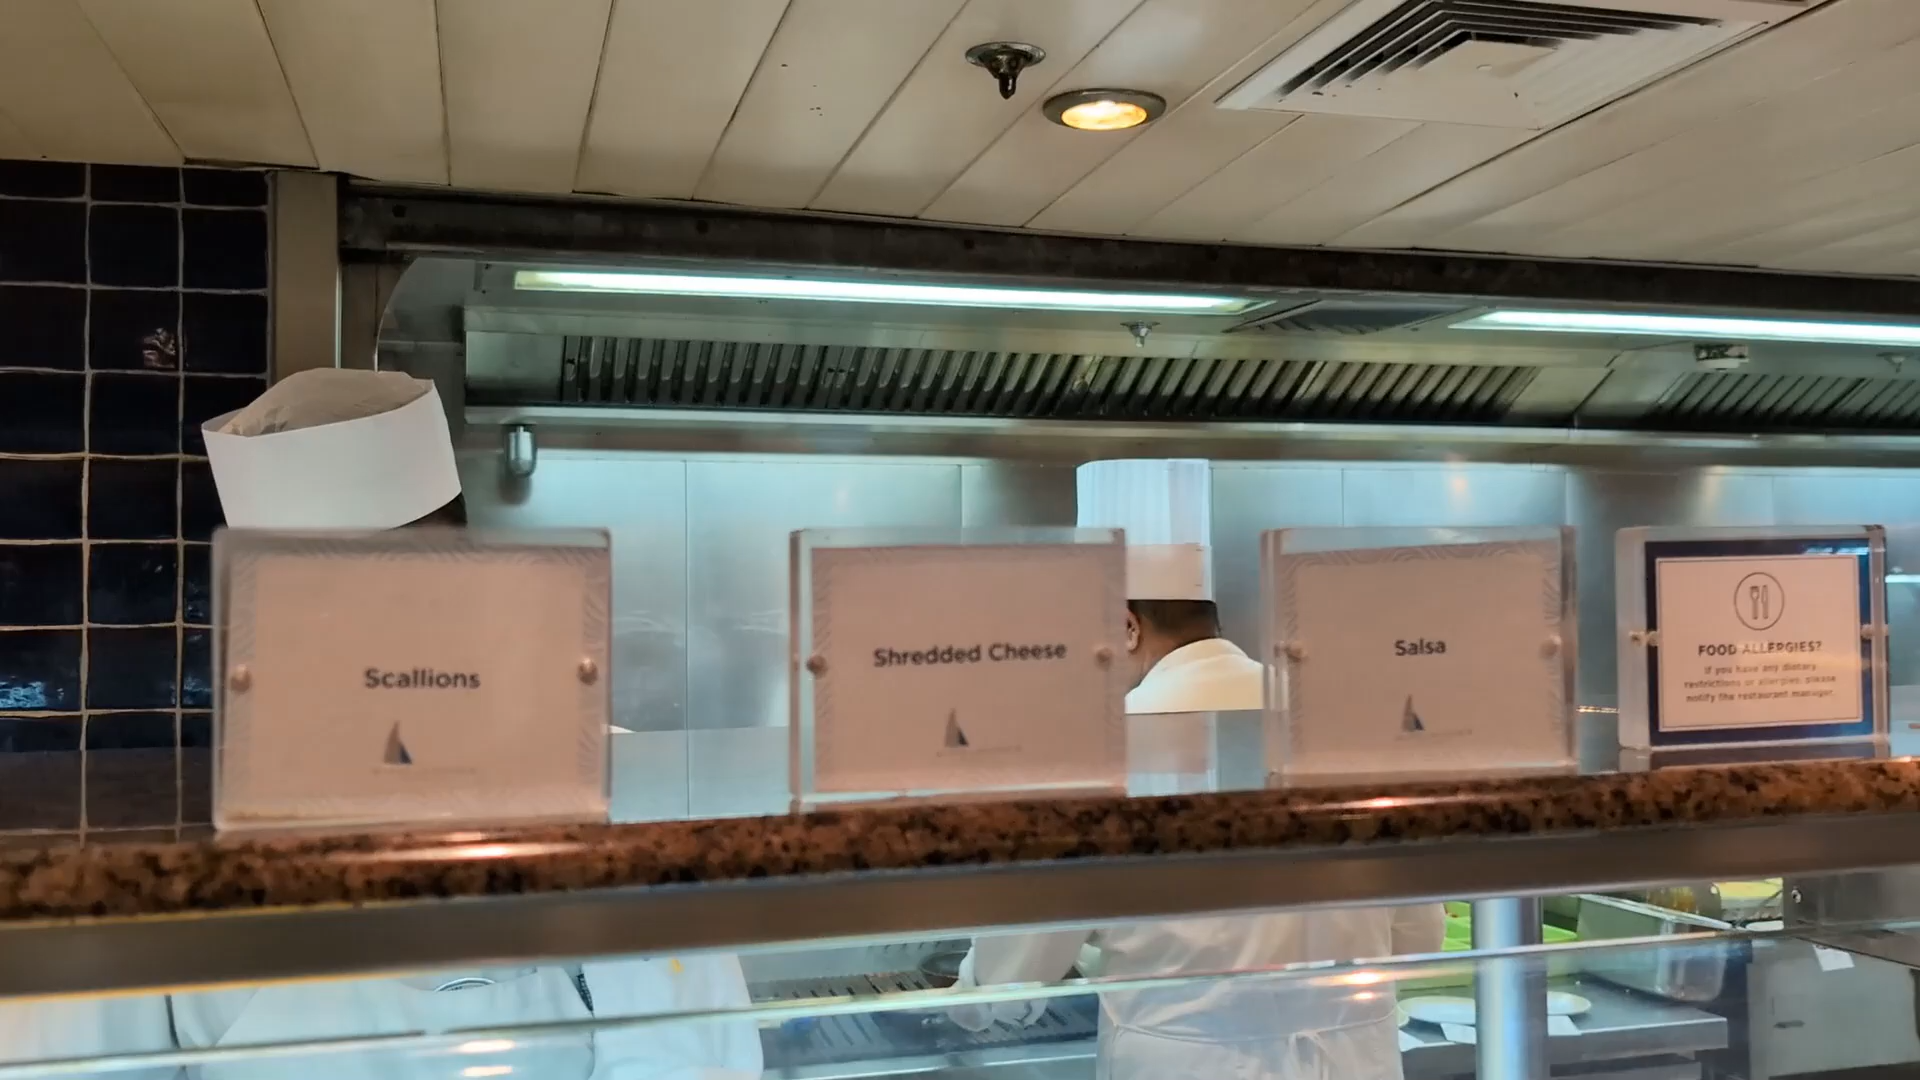 Scallions
Shredded Cheese
Salsa
FOOD ALLERGIES?
If you have any dietary
restrictions or allergies, please
notify the restaurant manager.